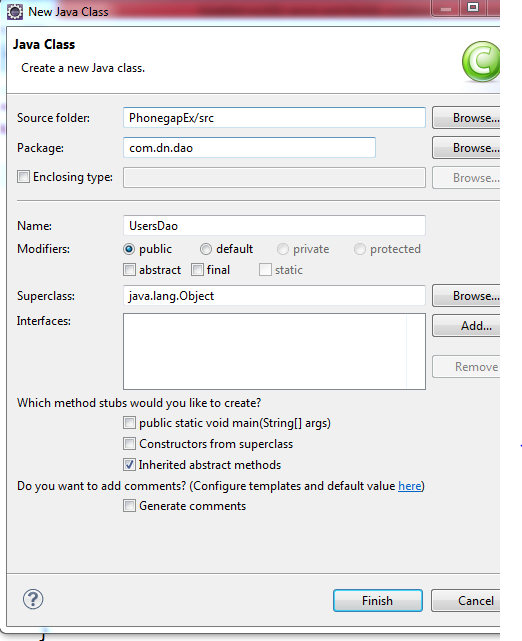 New Java Class
Java Class
Create a new Java class.
C
Source folder: PhonegapEx/src Browse...
Package: com.dn.dao Browse...
Enclosing type: Browse...
Name: UsersDao
Modifiers: public default private protected
abstract final static
Superclass: java.lang.Object Browse...
Interfaces: Add...
Remove
Which method stubs would you like to create?
public static void main(String[] args)
Constructors from superclass
Inherited abstract methods
Do you want to add comments? (Configure templates and default value here)
Generate comments
? Finish Cancel
}